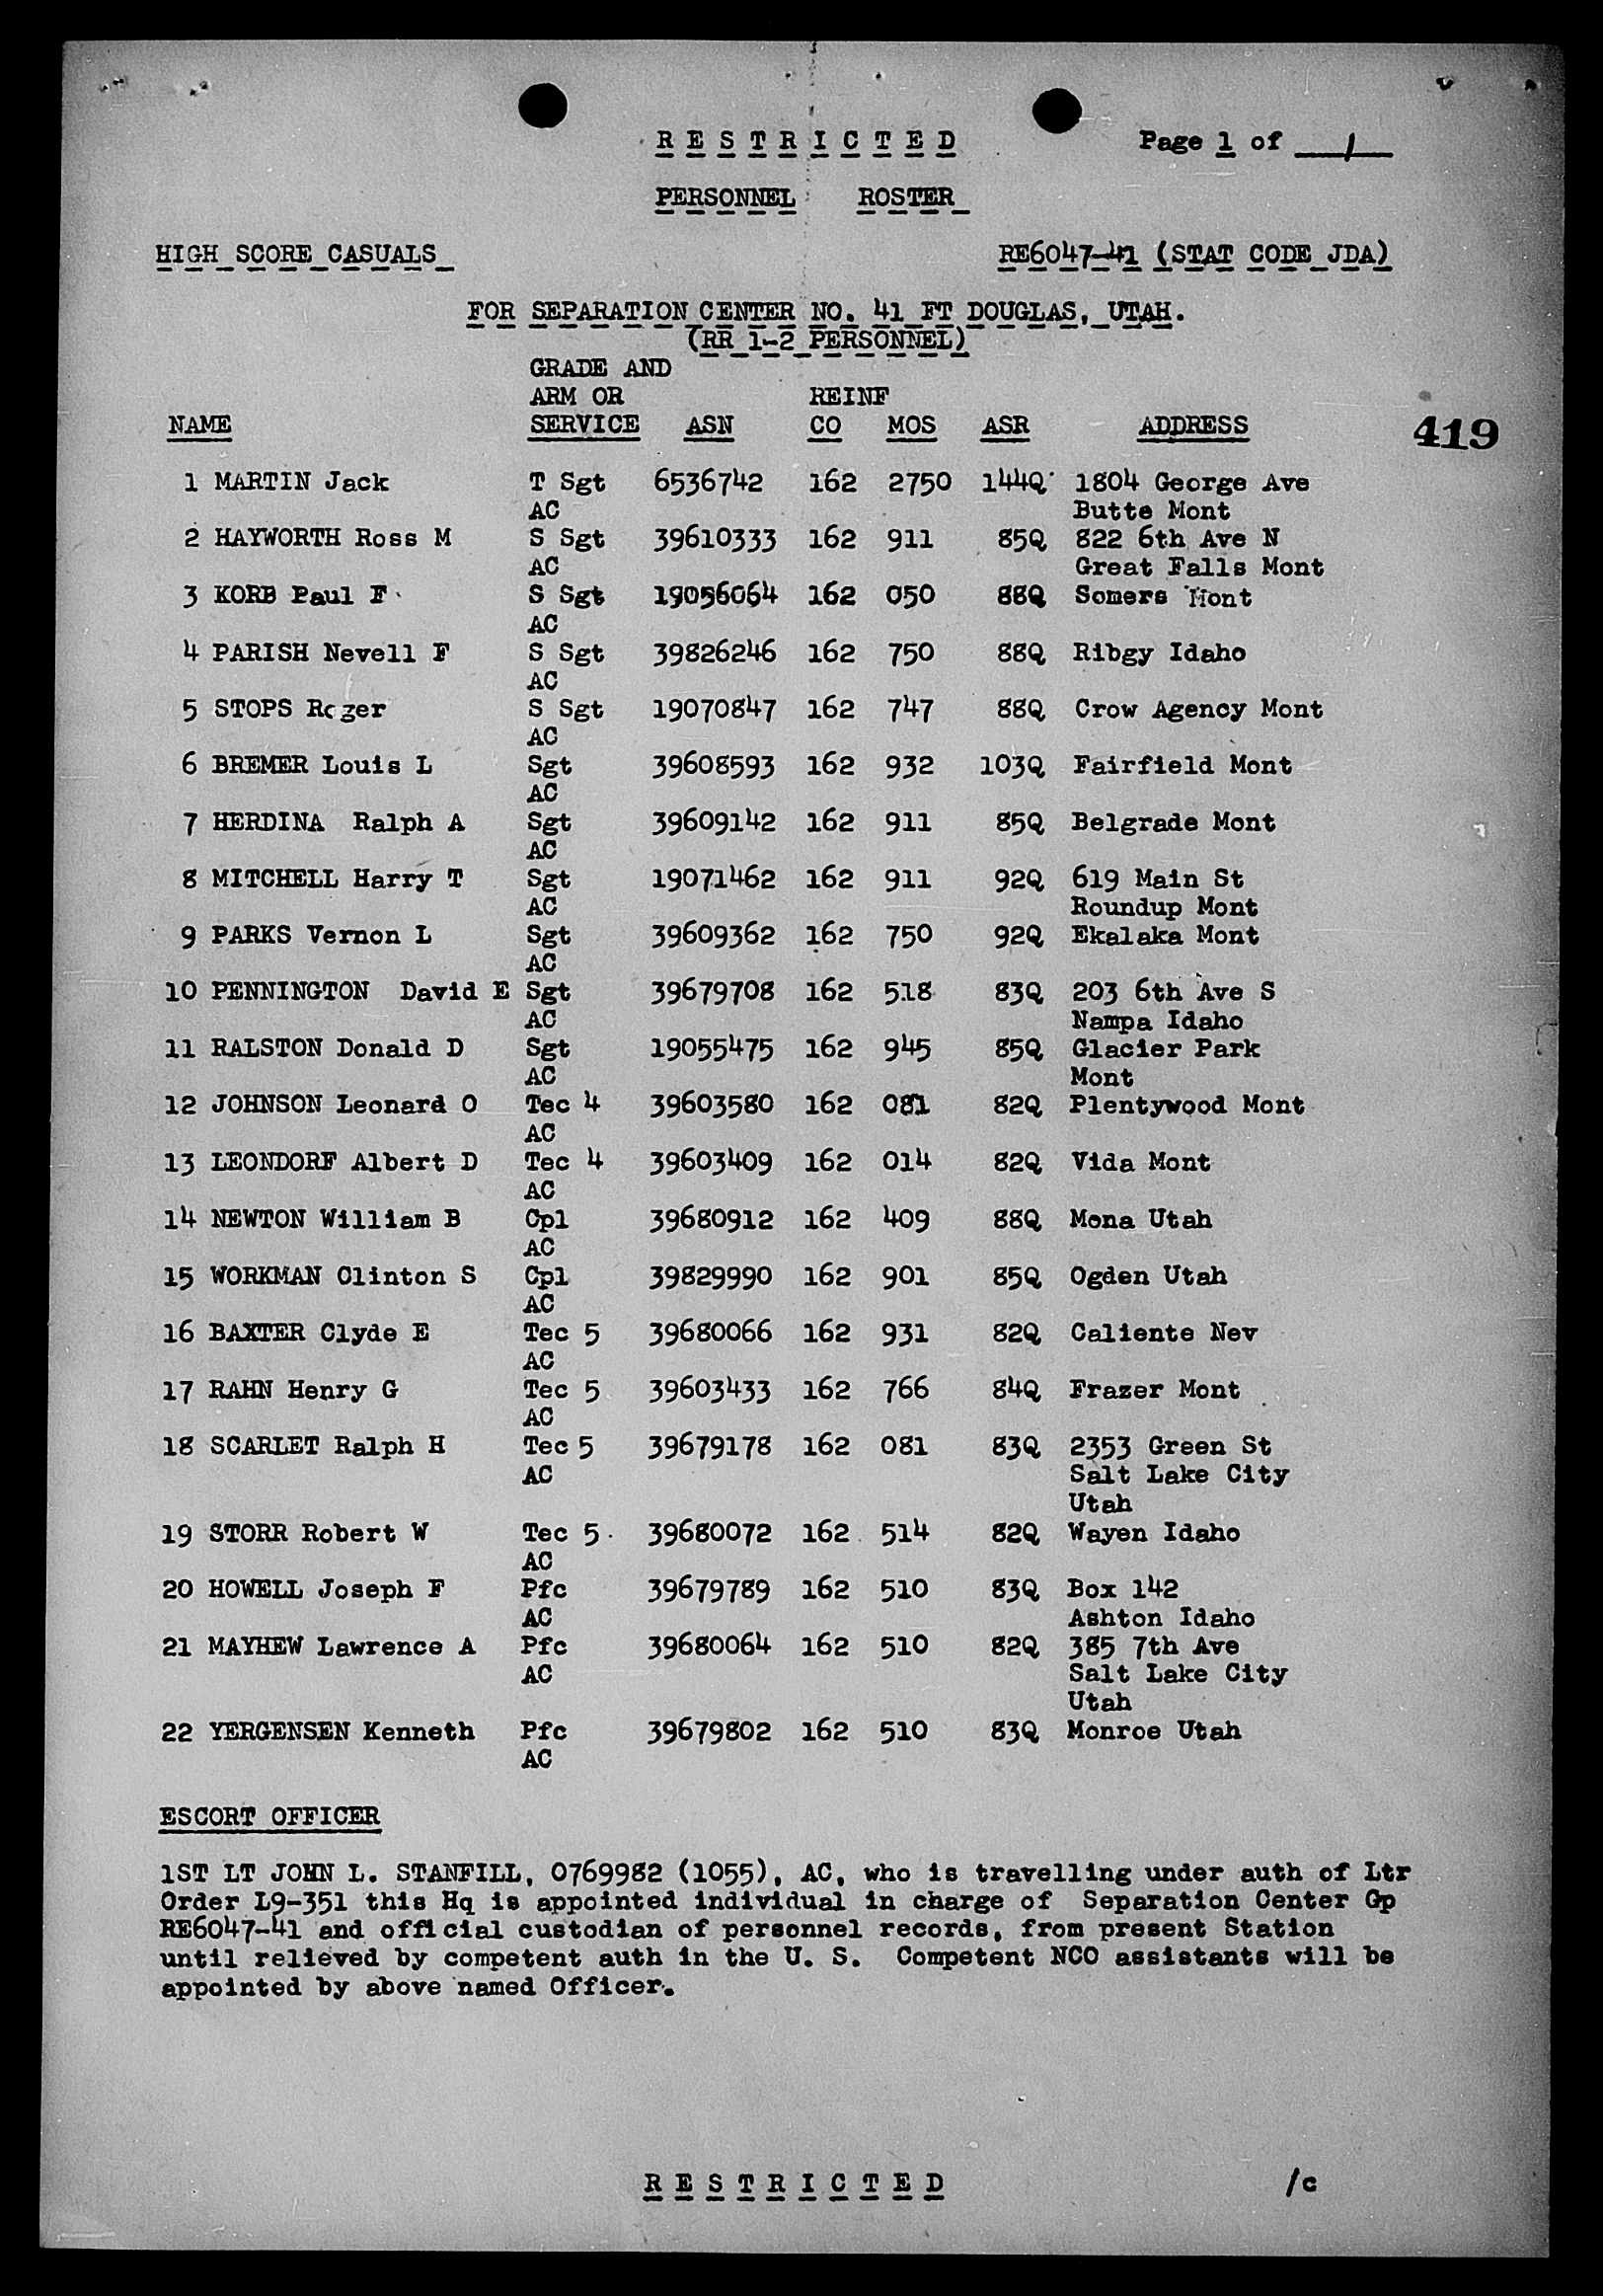 R E S T R I C T E D Page 1 of 1
PERSONNEL ROSTER
HIGH SCORE CASUALS RE6047-41 (STAT CODE JDA)
FOR SEPARATION CENTER NO. 41 FT DOUGLAS, UTAH.
(RR 1-2 PERSONNEL)
GRADE AND
ARM OR REINF
NAME SERVICE ASN CO MOS ASR ADDRESS 419
1 MARTIN Jack T Sgt 6536742 162 2750 144Q 1804 George Ave
AC Butte Mont
2 HAYWORTH Ross M S Sgt 39610333 162 911 85Q 822 6th Ave N
AC Great Falls Mont
3 KORB Paul F S Sgt 19056064 162 050 88Q Somers Mont
AC
4 PARISH Nevell F S Sgt 39826246 162 750 88Q Ribgy Idaho
AC
5 STOPS Roger S Sgt 19070847 162 747 88Q Crow Agency Mont
AC
6 BREMER Louis L Sgt 39608593 162 932 103Q Fairfield Mont
AC
7 HERDINA Ralph A Sgt 39609142 162 911 85Q Belgrade Mont
AC
8 MITCHELL Harry T Sgt 19071462 162 911 92Q 619 Main St
AC Roundup Mont
9 PARKS Vernon L Sgt 39609362 162 750 92Q Ekalaka Mont
AC
10 PENNINGTON David E Sgt 39679708 162 518 83Q 203 6th Ave S
AC Nampa Idaho
11 RALSTON Donald D Sgt 19055475 162 945 85Q Glacier Park
AC Mont
12 JOHNSON Leonard O Tec 4 39603580 162 081 82Q Plentywood Mont
AC
13 LEONDORF Albert D Tec 4 39603409 162 014 82Q Vida Mont
AC
14 NEWTON William B Cpl 39680912 162 409 88Q Mona Utah
AC
15 WORKMAN Clinton S Cpl 39829990 162 901 85Q Ogden Utah
AC
16 BAXTER Clyde E Tec 5 39680066 162 931 82Q Caliente Nev
AC
17 RAHN Henry G Tec 5 39603433 162 766 84Q Frazer Mont
AC
18 SCARLET Ralph H Tec 5 39679178 162 081 83Q 2353 Green St
AC Salt Lake City
Utah
19 STORR Robert W Tec 5 39680072 162 514 82Q Wayen Idaho
AC
20 HOWELL Joseph F Pfc 39679789 162 510 83Q Box 142
AC Ashton Idaho
21 MAYHEW Lawrence A Pfc 39680064 162 510 82Q 385 7th Ave
AC Salt Lake City
Utah
22 YERGENSEN Kenneth Pfc 39679802 162 510 83Q Monroe Utah
AC
ESCORT OFFICER
1ST LT JOHN L. STANFILL, 0769982 (1055), AC, who is travelling under auth of Ltr
Order L9-351 this Hq is appointed individual in charge of Separation Center Gp
RE6047-41 and official custodian of personnel records, from present Station
until relieved by competent auth in the U. S. Competent NCO assistants will be
appointed by above named Officer.
R E S T R I C T E D /c